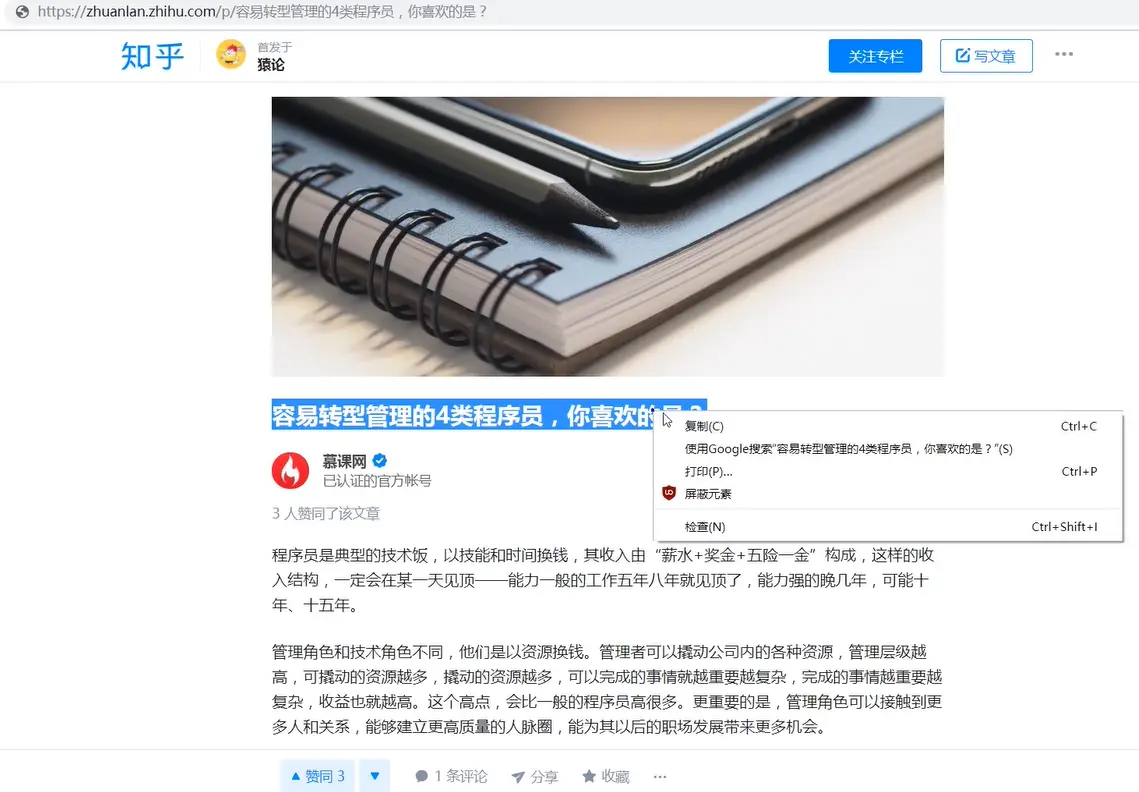 https://zhuanlan.zhihu.com/p/容易转型管理的4类程序员，你喜欢的是？
知乎
首发于
猿论
关注专栏
写文章
容易转型管理的4类程序员，你喜欢的是？
复制(C) Ctrl+C
使用Google搜索“容易转型管理的4类程序员，你喜欢的是？”(S)
打印(P)... Ctrl+P
屏蔽元素
检查(N) Ctrl+Shift+I
慕课网
已认证的官方帐号
3 人赞同了该文章
程序员是典型的技术饭，以技能和时间换钱，其收入由“薪水+奖金+五险一金”构成，这样的收
入结构，一定会在某一天见顶——能力一般的工作五年八年就见顶了，能力强的晚几年，可能十
年、十五年。
管理角色和技术角色不同，他们是以资源换钱。管理者可以撬动公司内的各种资源，管理层级越
高，可撬动的资源越多，撬动的资源越多，可以完成的事情就越重要越复杂，完成的事情越重要越
复杂，收益也就越高。这个高点，会比一般的程序员高很多。更重要的是，管理角色可以接触到更
多人和关系，能够建立更高质量的人脉圈，能为其以后的职场发展带来更多机会。
赞同 3
1 条评论
分享
收藏